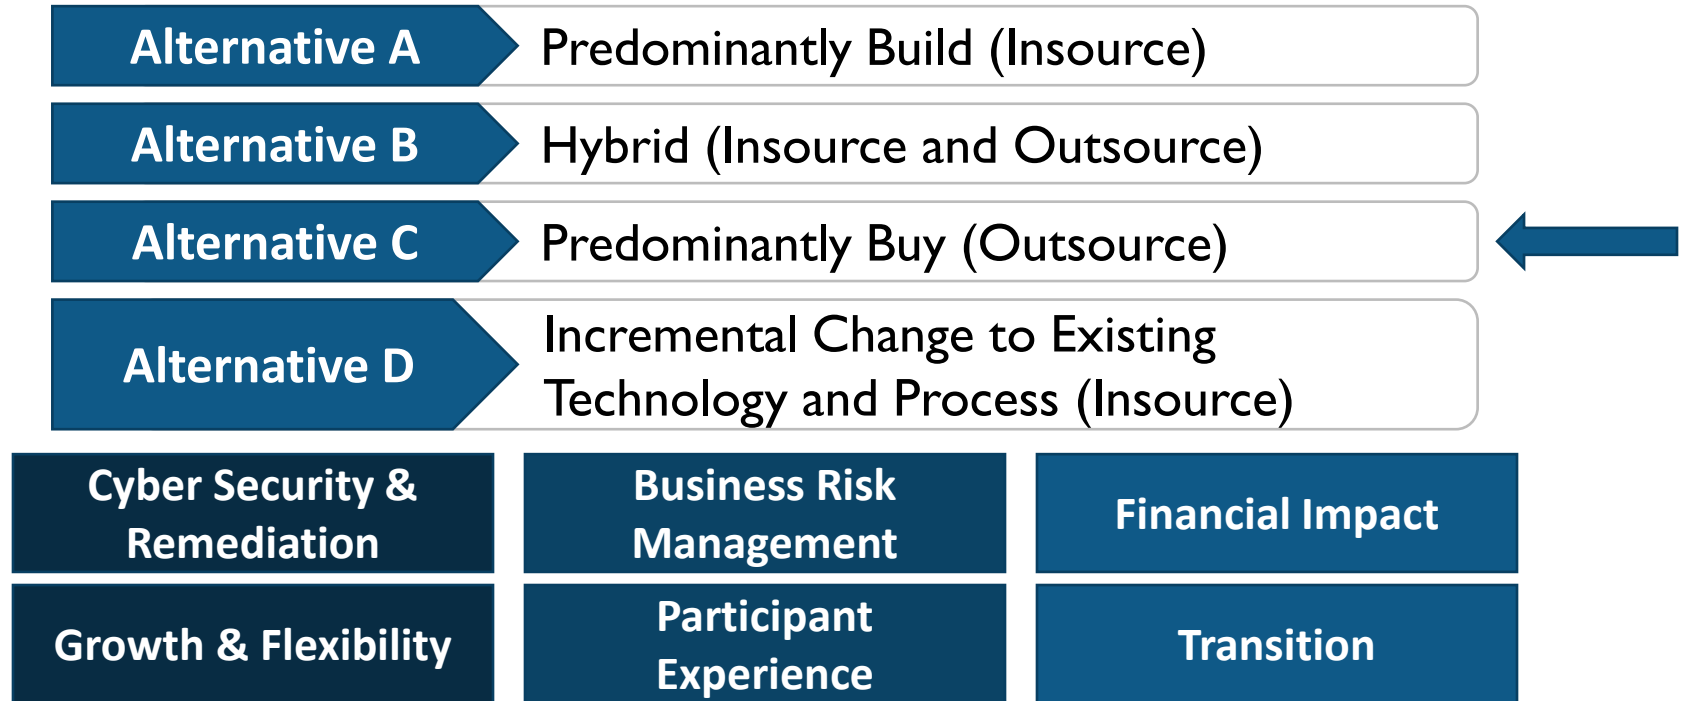 Alternative A
Predominantly Build (Insource)
Alternative B
Hybrid (Insource and Outsource)
Alternative C
Predominantly Buy (Outsource)
Alternative D
Incremental Change to Existing
Technology and Process (Insource)
Cyber Security &
Remediation
Business Risk
Management
Financial Impact
Growth & Flexibility
Participant
Experience
Transition